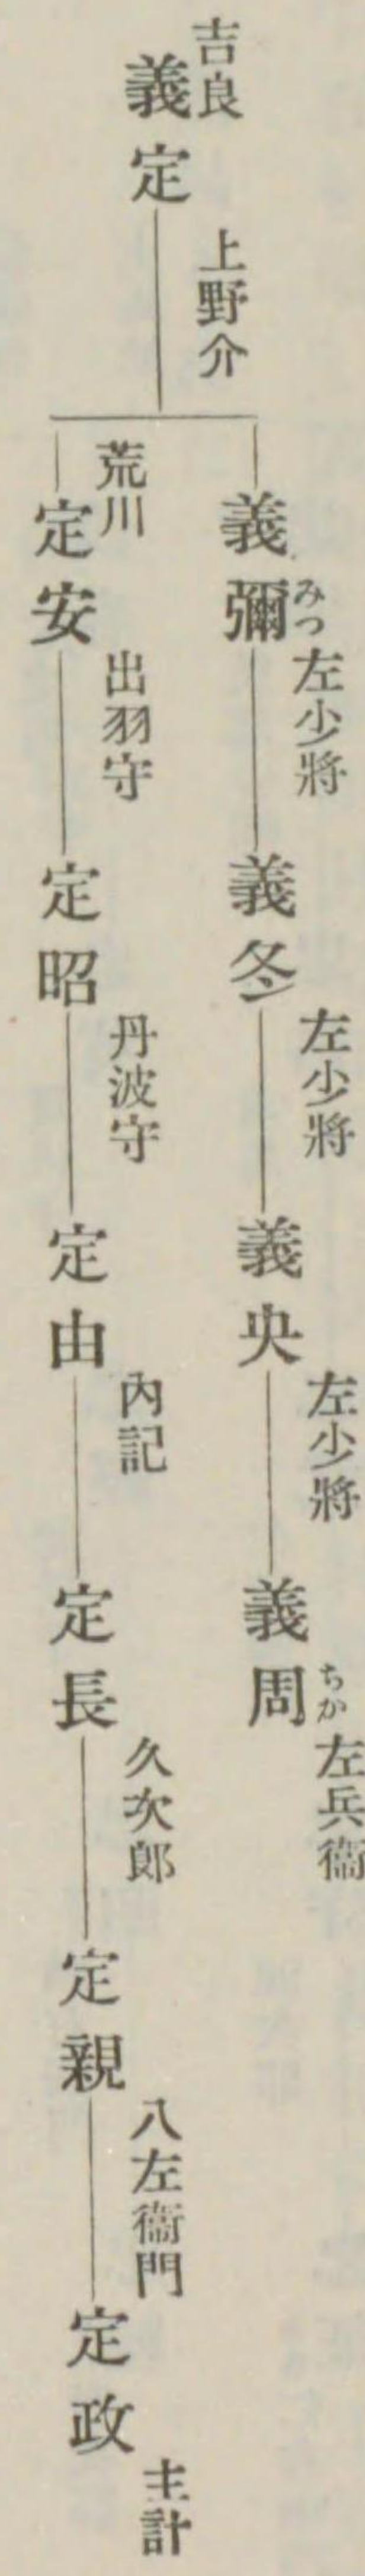 吉良
義定
上野介
義彌
みつ
左少將
義冬
左少將
義央
左少將
義周
ちか
左兵衞
荒川
定安
出羽守
定昭
丹波守
定由
內記
定長
久次郎
定親
八左衞門
定政
主計